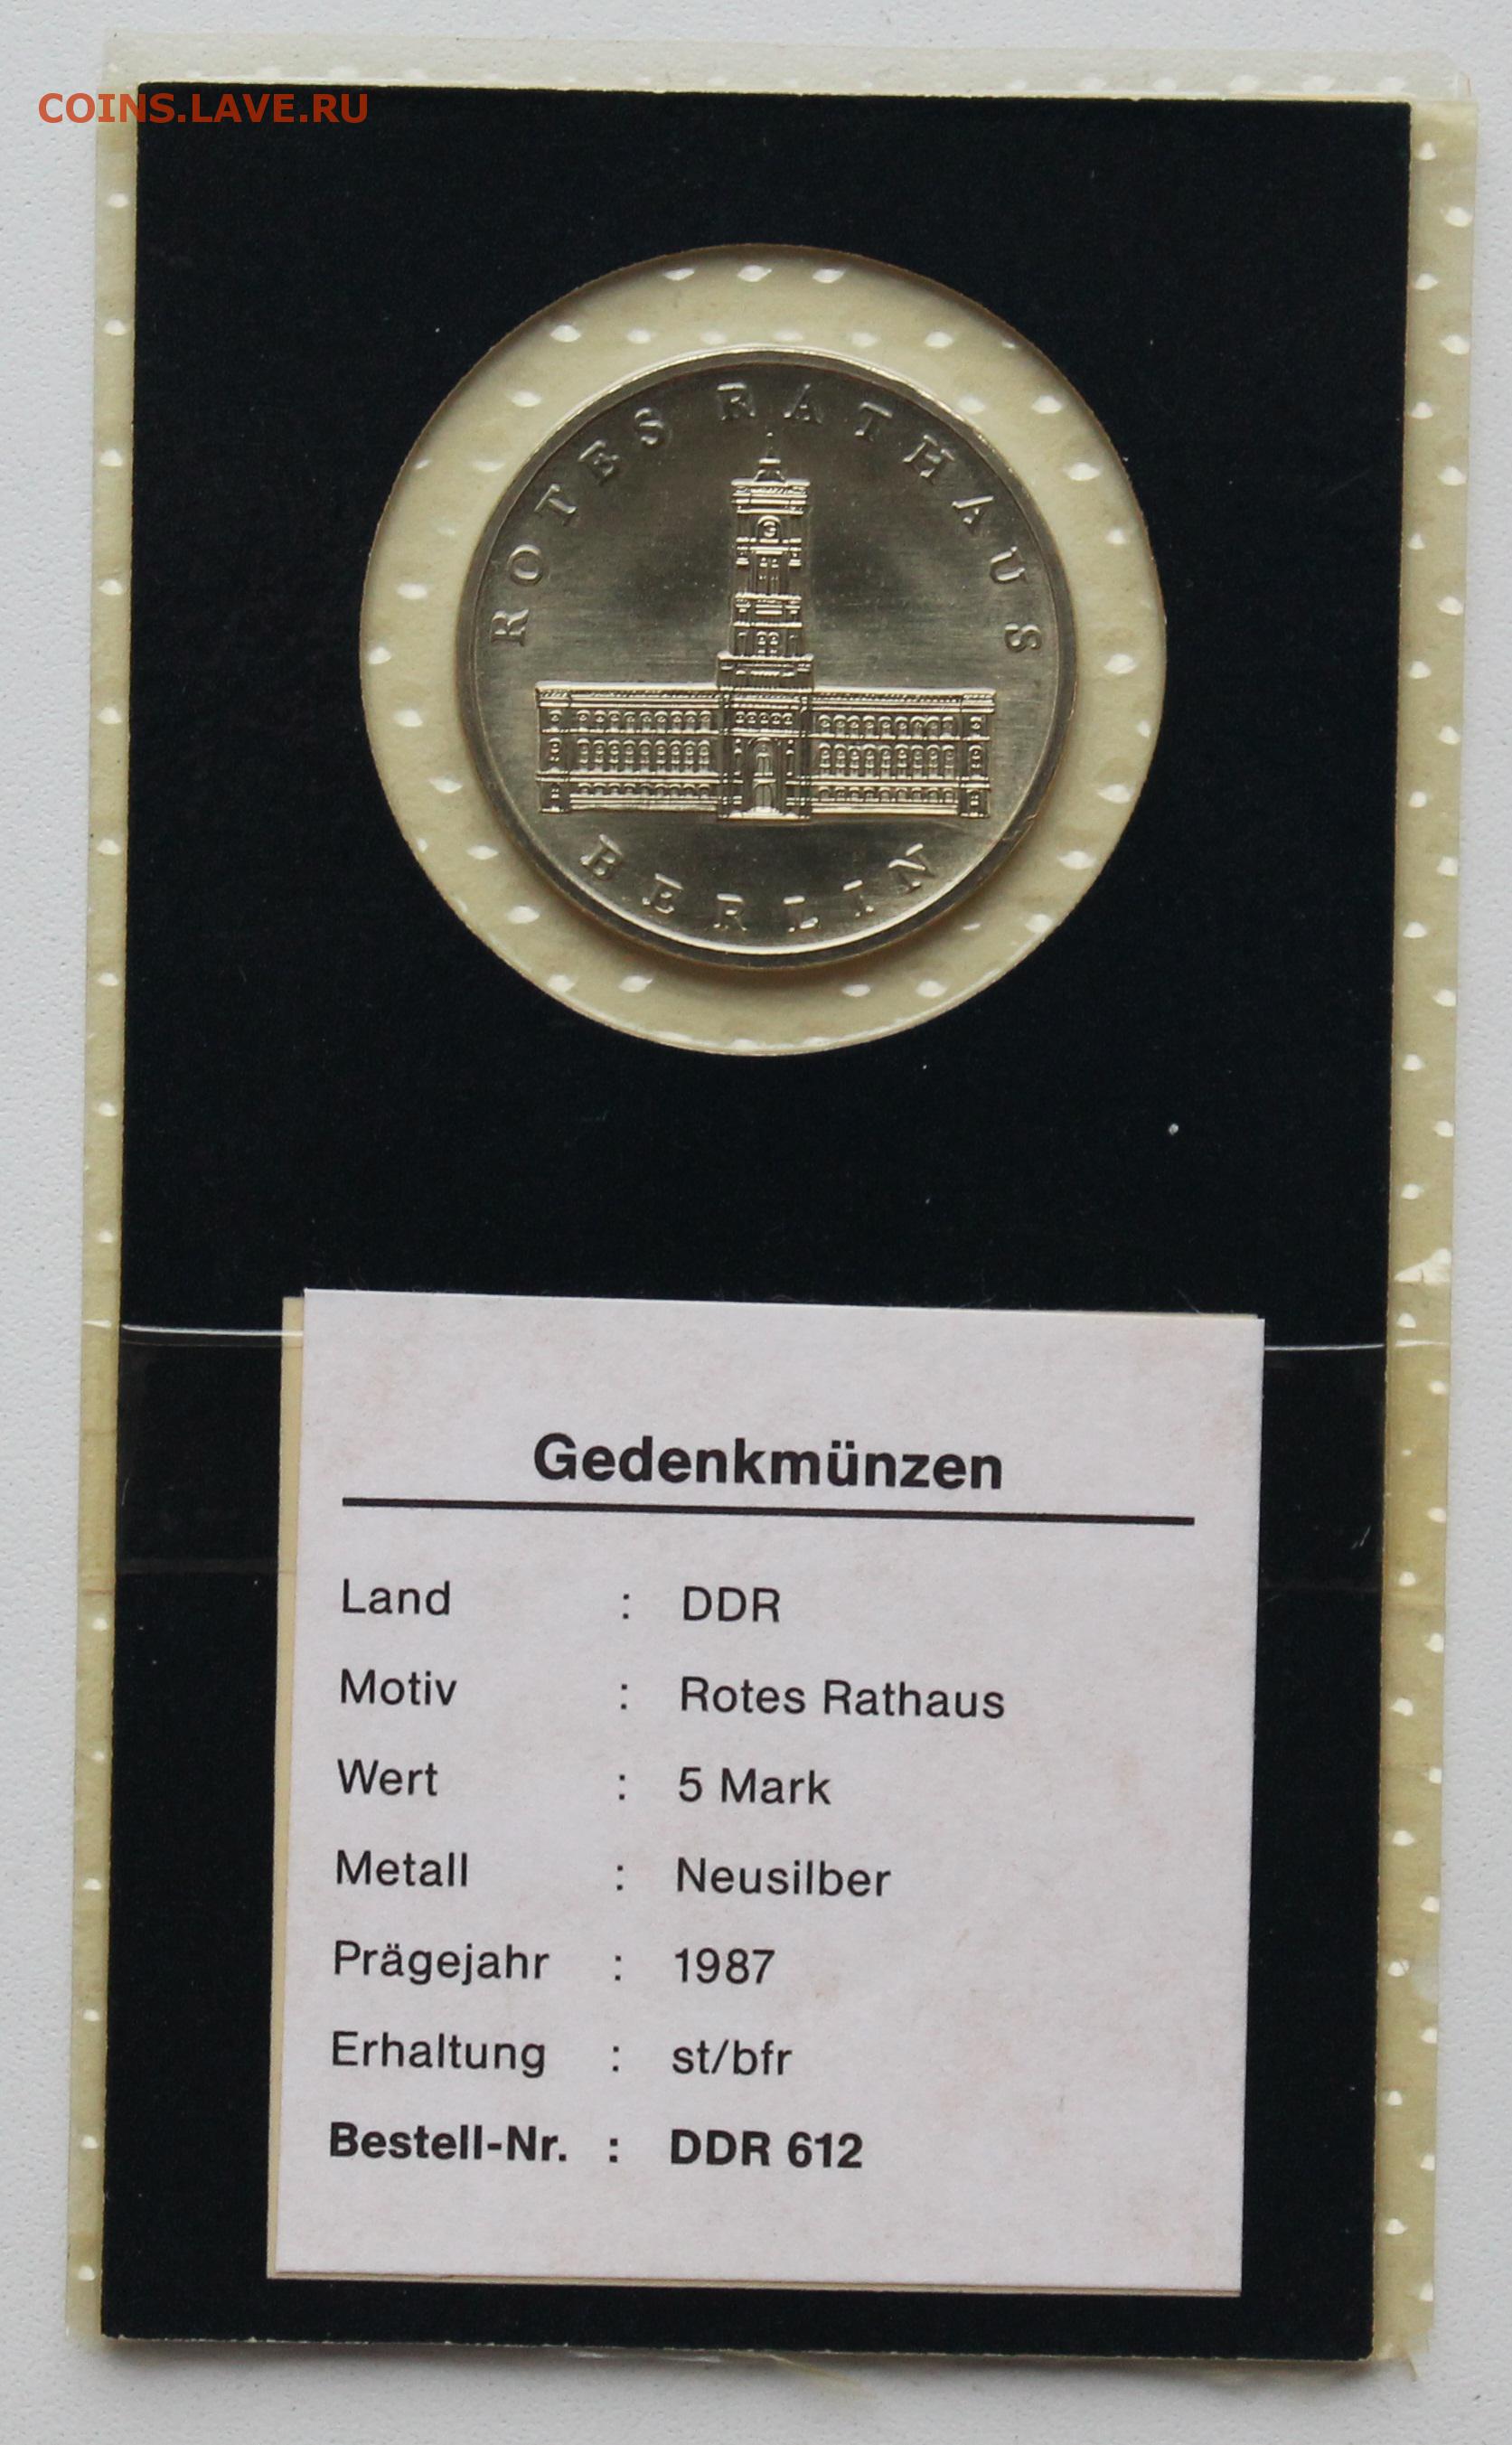 COINS.LAVE.RU
ROTES RATHAUS
BERLIN
Gedenkmünzen
Land : DDR
Motiv : Rotes Rathaus
Wert : 5 Mark
Metall : Neusilber
Prägejahr : 1987
Erhaltung : st/bfr
Bestell-Nr. : DDR 612